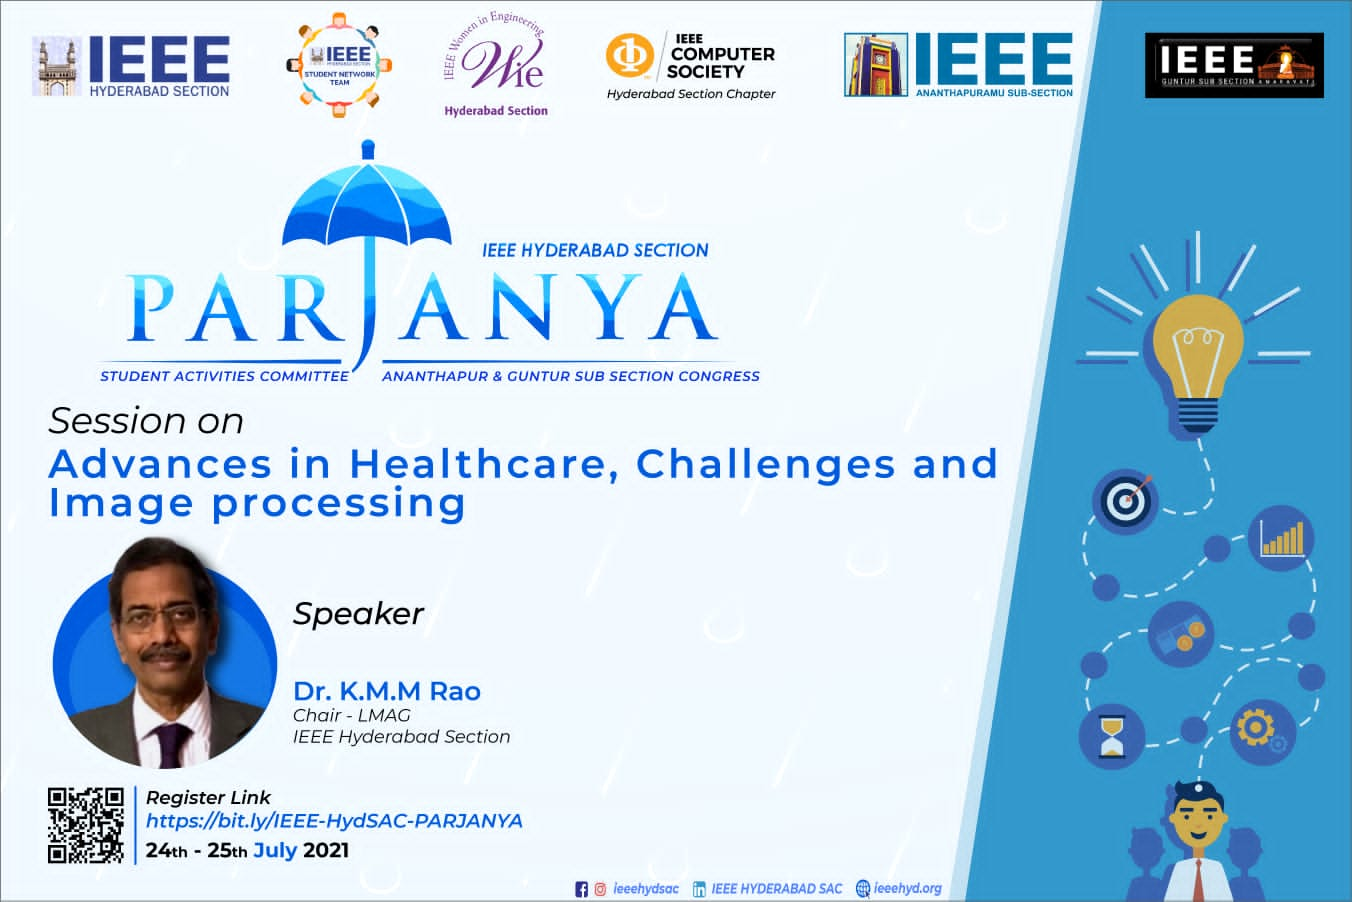 IEEE
HYDERABAD SECTION
IEEE
HYDERABAD SECTION
STUDENT NETWORK
TEAM
IEEE Women in Engineering
WiE
Hyderabad Section
IEEE
COMPUTER
SOCIETY
Hyderabad Section Chapter
IEEE
ANANTHAPURAMU SUB-SECTION
IEEE
GUNTUR SUB SECTION AMARAVATI
IEEE HYDERABAD SECTION
PARJANYA
STUDENT ACTIVITIES COMMITTEE ANANTHAPUR & GUNTUR SUB SECTION CONGRESS
Session on
Advances in Healthcare, Challenges and
Image processing
Speaker
Dr. K.M.M Rao
Chair - LMAG
IEEE Hyderabad Section
Register Link
https://bit.ly/IEEE-HydSAC-PARJANYA
24th - 25th July 2021
ieeehydsac IEEE HYDERABAD SAC ieeehyd.org